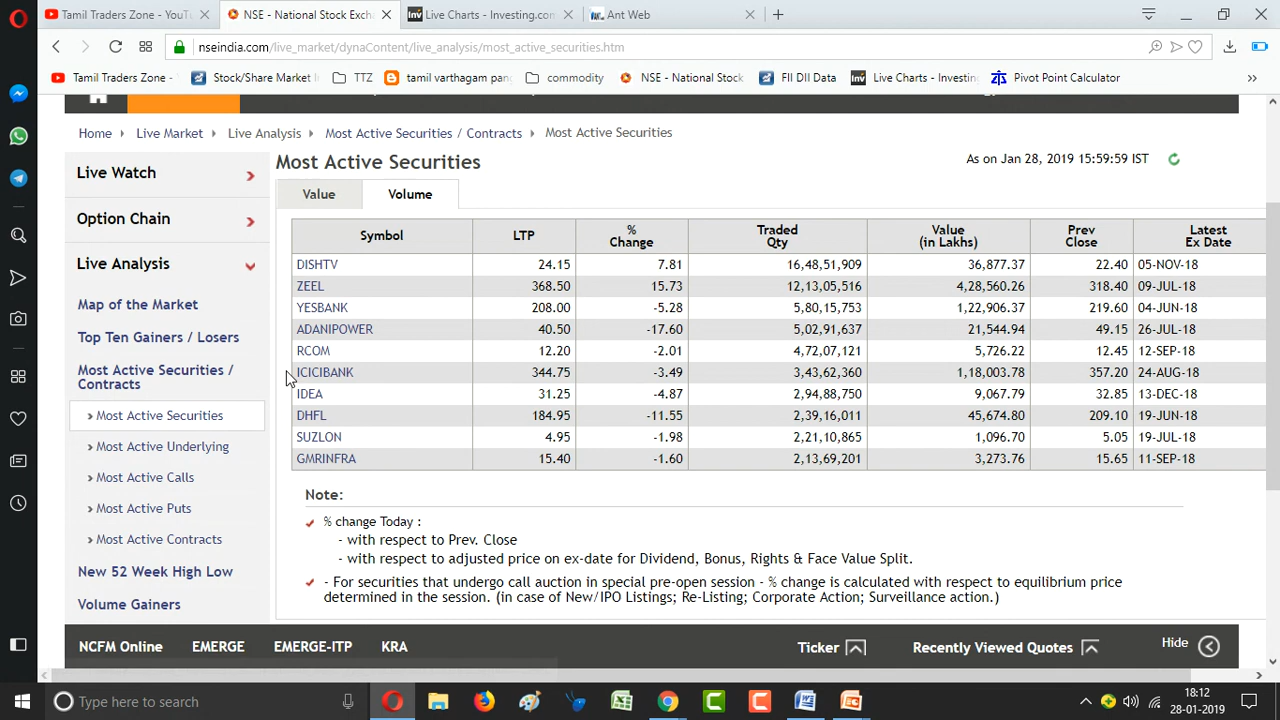 Tamil Traders Zone - YouT
NSE - National Stock Exch
Live Charts - Investing.com
Ant Web
nseindia.com/live_market/dynaContent/live_analysis/most_active_securities.htm
Tamil Traders Zone -
Stock/Share Market
TTZ
tamil varthagam pan
commodity
NSE - National Stock
FII DII Data
Live Charts - Investin
Pivot Point Calculator
Home
Live Market
Live Analysis
Most Active Securities / Contracts
Most Active Securities
Live Watch
Option Chain
Live Analysis
Map of the Market
Top Ten Gainers / Losers
Most Active Securities /
Contracts
Most Active Securities
Most Active Underlying
Most Active Calls
Most Active Puts
Most Active Contracts
New 52 Week High Low
Volume Gainers
Most Active Securities
As on Jan 28, 2019 15:59:59 IST
Value Volume
Symbol LTP % Change Traded Qty Value (in Lakhs) Prev Close Latest Ex Date
DISHTV 24.15 7.81 16,48,51,909 36,877.37 22.40 05-NOV-18
ZEEL 368.50 15.73 12,13,05,516 4,28,560.26 318.40 09-JUL-18
YESBANK 208.00 -5.28 5,80,15,753 1,22,906.37 219.60 04-JUN-18
ADANIPOWER 40.50 -17.60 5,02,91,637 21,544.94 49.15 26-JUL-18
RCOM 12.20 -2.01 4,72,07,121 5,726.22 12.45 12-SEP-18
ICICIBANK 344.75 -3.49 3,43,62,360 1,18,003.78 357.20 24-AUG-18
IDEA 31.25 -4.87 2,94,88,750 9,067.79 32.85 13-DEC-18
DHFL 184.95 -11.55 2,39,16,011 45,674.80 209.10 19-JUN-18
SUZLON 4.95 -1.98 2,21,10,865 1,096.70 5.05 19-JUL-18
GMRINFRA 15.40 -1.60 2,13,69,201 3,273.76 15.65 11-SEP-18
Note:
% change Today :
- with respect to Prev. Close
- with respect to adjusted price on ex-date for Dividend, Bonus, Rights & Face Value Split.
- For securities that undergo call auction in special pre-open session - % change is calculated with respect to equilibrium price
determined in the session. (in case of New/IPO Listings; Re-Listing; Corporate Action; Surveillance action.)
NCFM Online EMERGE EMERGE-ITP KRA
Ticker Recently Viewed Quotes Hide
Type here to search
18:12
28-01-2019